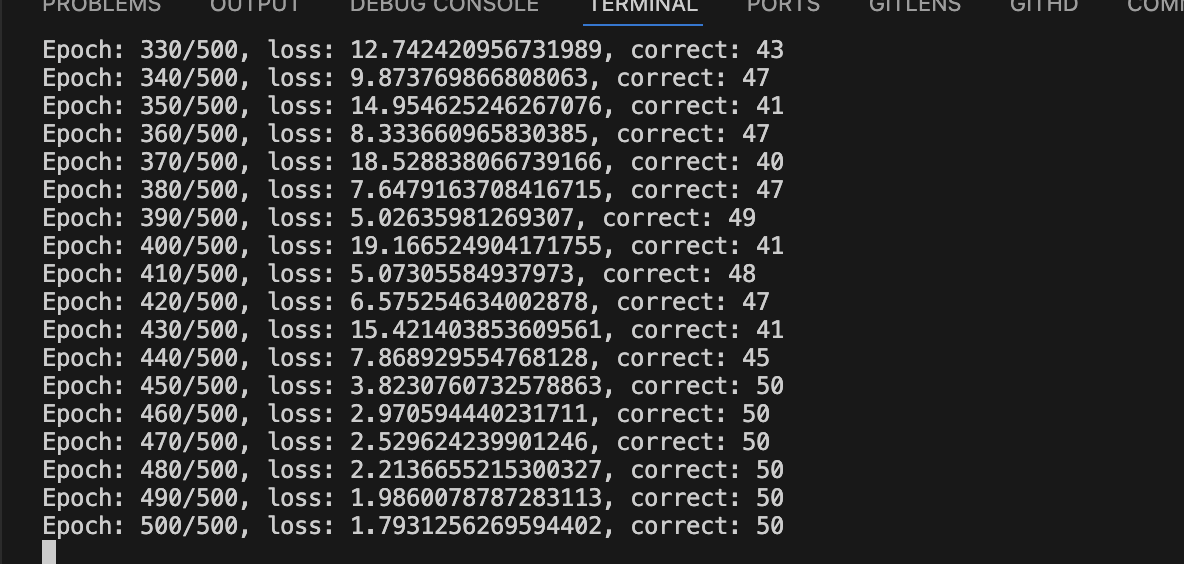 PROBLEMS OUTPUT DEBUG CONSOLE TERMINAL PORTS GITLENS GITHD
Epoch: 330/500, loss: 12.742420956731989, correct: 43
Epoch: 340/500, loss: 9.873769866808063, correct: 47
Epoch: 350/500, loss: 14.954625246267076, correct: 41
Epoch: 360/500, loss: 8.333660965830385, correct: 47
Epoch: 370/500, loss: 18.528838066739166, correct: 40
Epoch: 380/500, loss: 7.6479163708416715, correct: 47
Epoch: 390/500, loss: 5.02635981269307, correct: 49
Epoch: 400/500, loss: 19.166524904171755, correct: 41
Epoch: 410/500, loss: 5.07305584937973, correct: 48
Epoch: 420/500, loss: 6.575254634002878, correct: 47
Epoch: 430/500, loss: 15.421403853609561, correct: 41
Epoch: 440/500, loss: 7.868929554768128, correct: 45
Epoch: 450/500, loss: 3.8230760732578863, correct: 50
Epoch: 460/500, loss: 2.970594440231711, correct: 50
Epoch: 470/500, loss: 2.529624239901246, correct: 50
Epoch: 480/500, loss: 2.2136655215300327, correct: 50
Epoch: 490/500, loss: 1.9860078787283113, correct: 50
Epoch: 500/500, loss: 1.7931256269594402, correct: 50